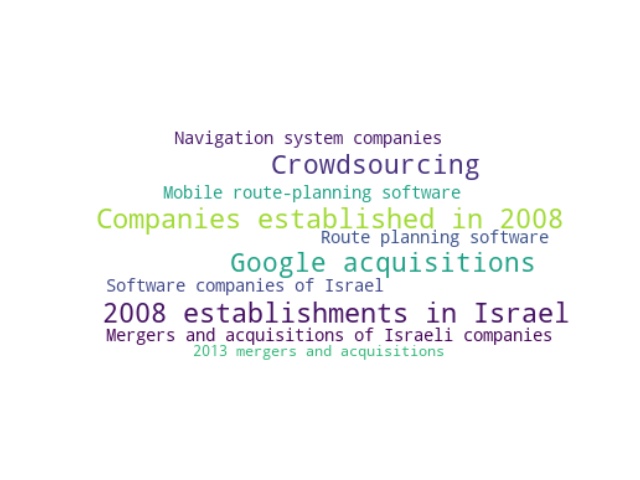 Navigation system companies
Crowdsourcing
Mobile route-planning software
Companies established in 2008
Route planning software
Google acquisitions
Software companies of Israel
2008 establishments in Israel
Mergers and acquisitions of Israeli companies
2013 mergers and acquisitions